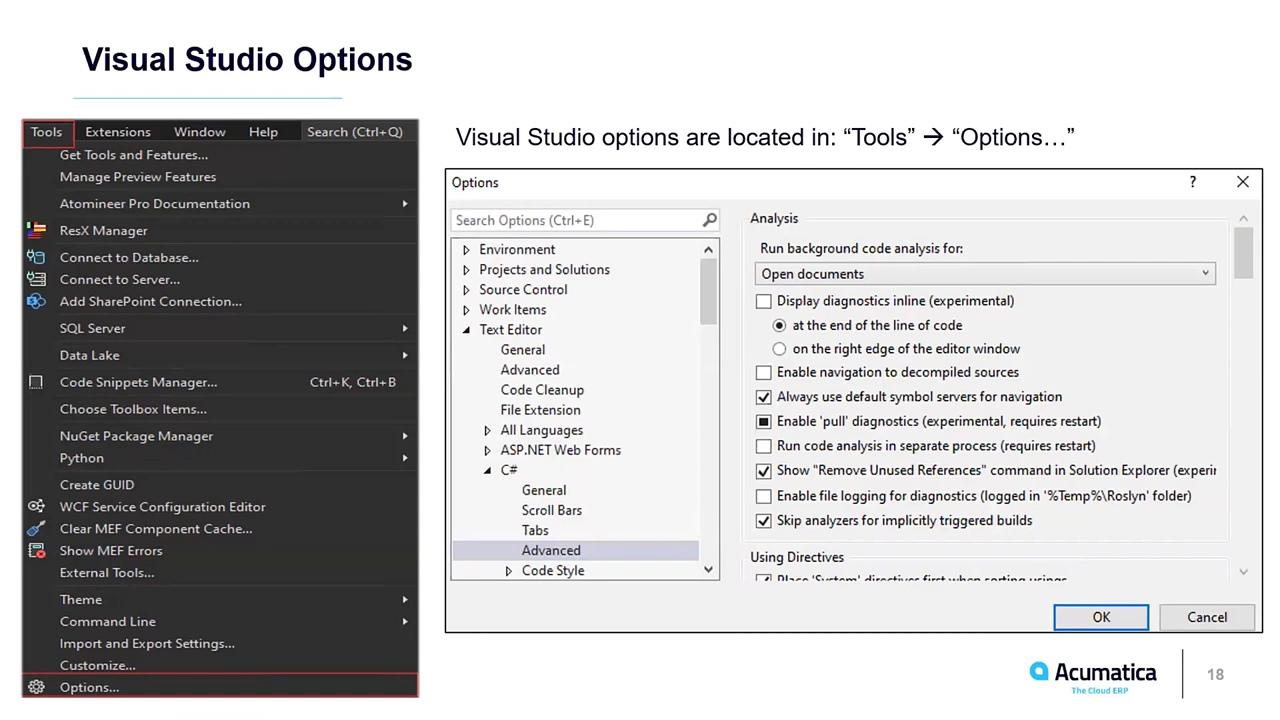 Visual Studio Options
Tools Extensions Window Help Search (Ctrl+Q)
Get Tools and Features...
Manage Preview Features
Atomineer Pro Documentation
ResX Manager
Connect to Database...
Connect to Server...
Add SharePoint Connection...
SQL Server
Data Lake
Code Snippets Manager... Ctrl+K, Ctrl+B
Choose Toolbox Items...
NuGet Package Manager
Python
Create GUID
WCF Service Configuration Editor
Clear MEF Component Cache...
Show MEF Errors
External Tools...
Theme
Command Line
Import and Export Settings...
Customize...
Options...
Visual Studio options are located in: “Tools” → “Options…”
Options ?
Search Options (Ctrl+E)
Environment
Projects and Solutions
Source Control
Work Items
Text Editor
General
Advanced
Code Cleanup
File Extension
All Languages
ASP.NET Web Forms
C#
General
Scroll Bars
Tabs
Advanced
Code Style
Analysis
Run background code analysis for:
Open documents
Display diagnostics inline (experimental)
at the end of the line of code
on the right edge of the editor window
Enable navigation to decompiled sources
Always use default symbol servers for navigation
Enable 'pull' diagnostics (experimental, requires restart)
Run code analysis in separate process (requires restart)
Show "Remove Unused References" command in Solution Explorer (experir
Enable file logging for diagnostics (logged in '%Temp%\Roslyn' folder)
Skip analyzers for implicitly triggered builds
Using Directives
Place 'System' directives first when sorting usings
OK Cancel
Acumatica
The Cloud ERP
18